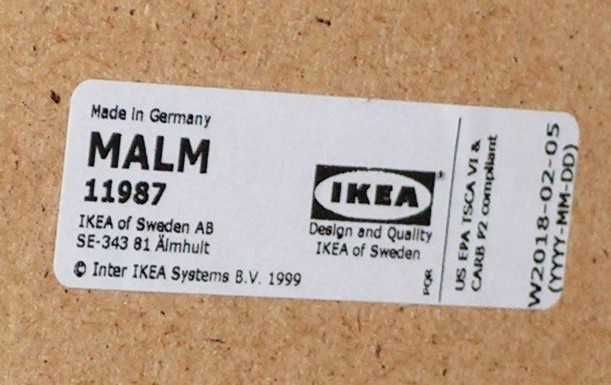 Made in Germany
MALM
11987
IKEA of Sweden AB
SE-343 81 Älmhult
© Inter IKEA Systems B.V. 1999
IKEA®
Design and Quality
IKEA of Sweden
PQR
US EPA TSCA VI &
CARB P2 compliant
W2018-02-05
(YYYY-MM-DD)